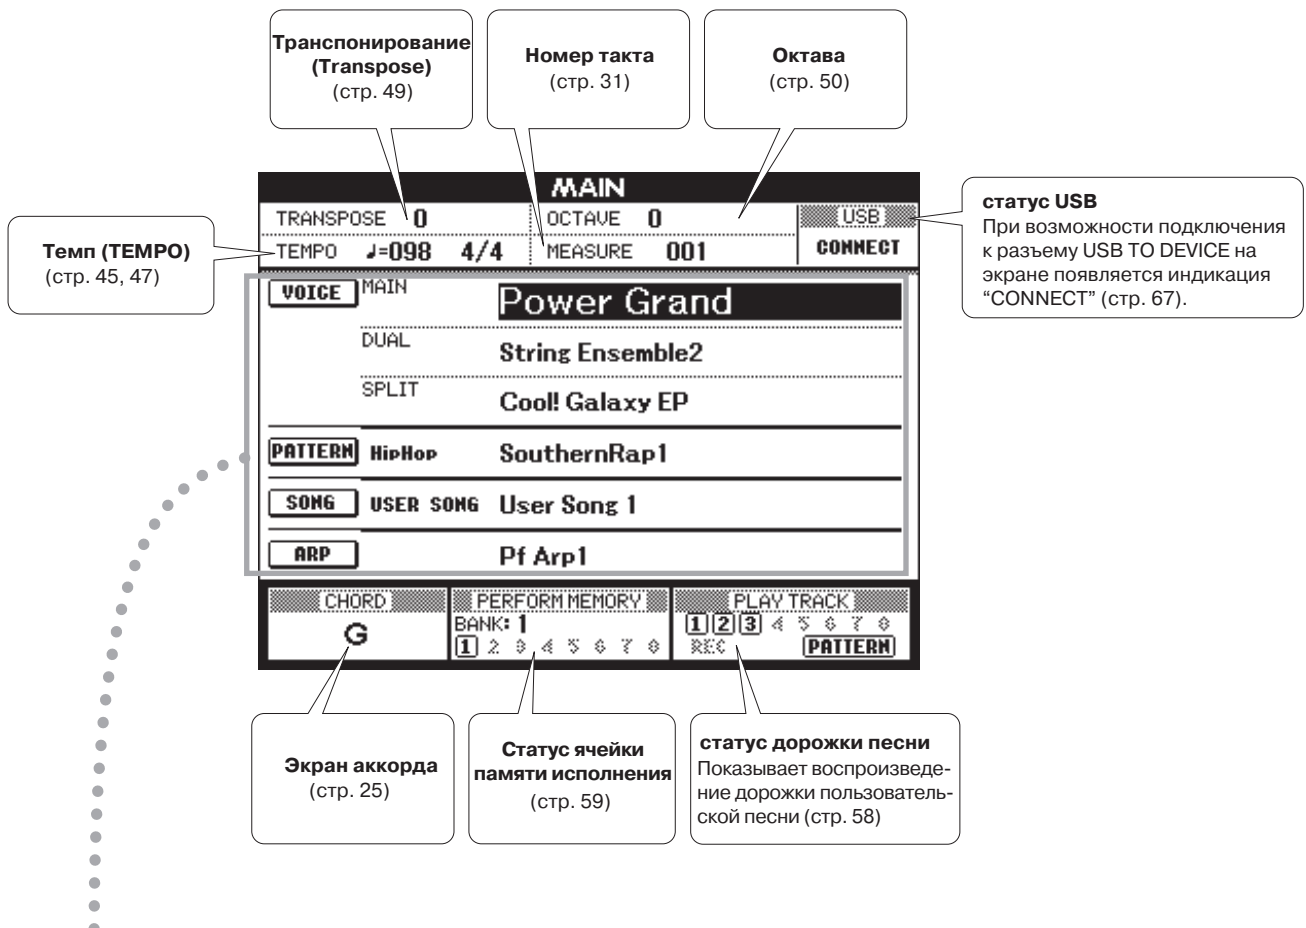 Транспонирование
(Transpose)
(стр. 49)
Номер такта
(стр. 31)
Октава
(стр. 50)
Темп (TEMPO)
(стр. 45, 47)
статус USB
При возможности подключения
к разъему USB TO DEVICE на
экране появляется индикация
“CONNECT” (стр. 67).
MAIN
TRANSPOSE 0 OCTAVE 0 USB
TEMPO ♩=098 4/4 MEASURE 001 CONNECT
VOICE MAIN Power Grand
DUAL String Ensemble2
SPLIT Cool! Galaxy EP
PATTERN HipHop SouthernRap1
SONG USER SONG User Song 1
ARP Pf Arp1
CHORD PERFORM MEMORY PLAY TRACK
G
BANK: 1
1 2 3 4 5 6 7 8
1 2 3 4 5 6 7 8
REC PATTERN
Экран аккорда
(стр. 25)
Статус ячейки
памяти исполнения
(стр. 59)
статус дорожки песни
Показывает воспроизведе-
ние дорожки пользователь-
ской песни (стр. 58)